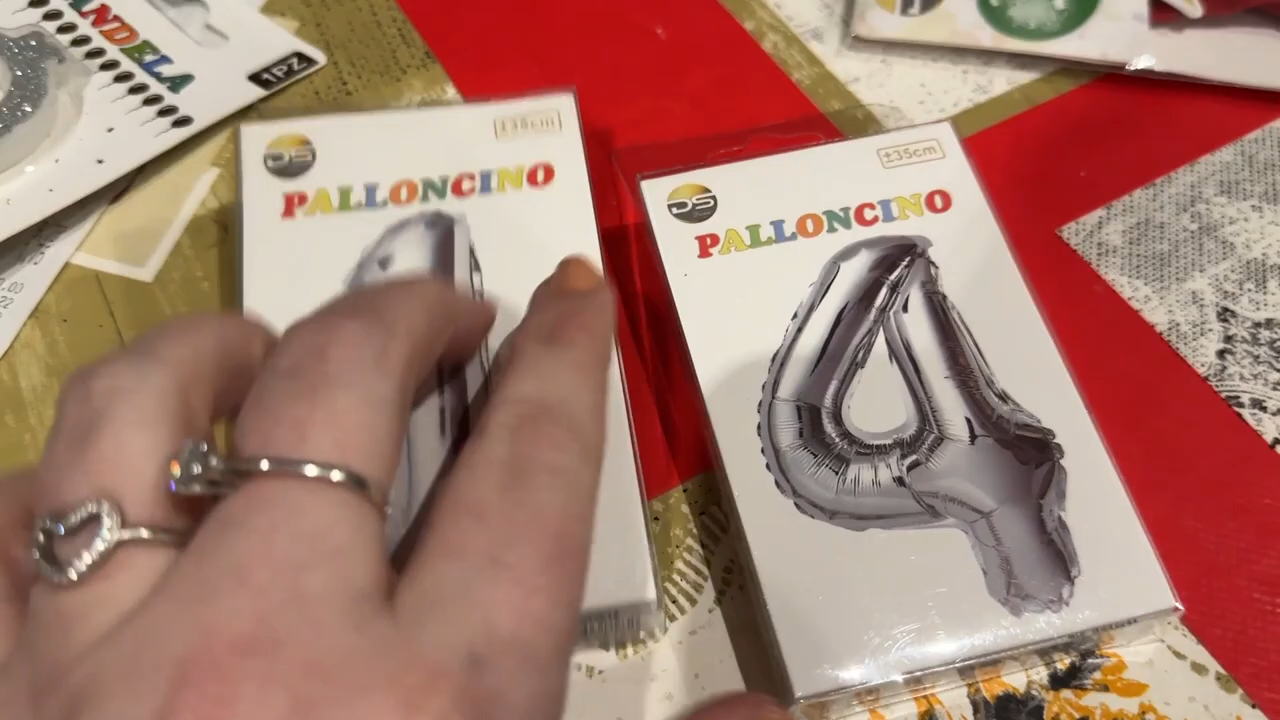 ANDELA
1PZ
DS
±35cm
PALLONCINO
DS
±35cm
PALLONCINO